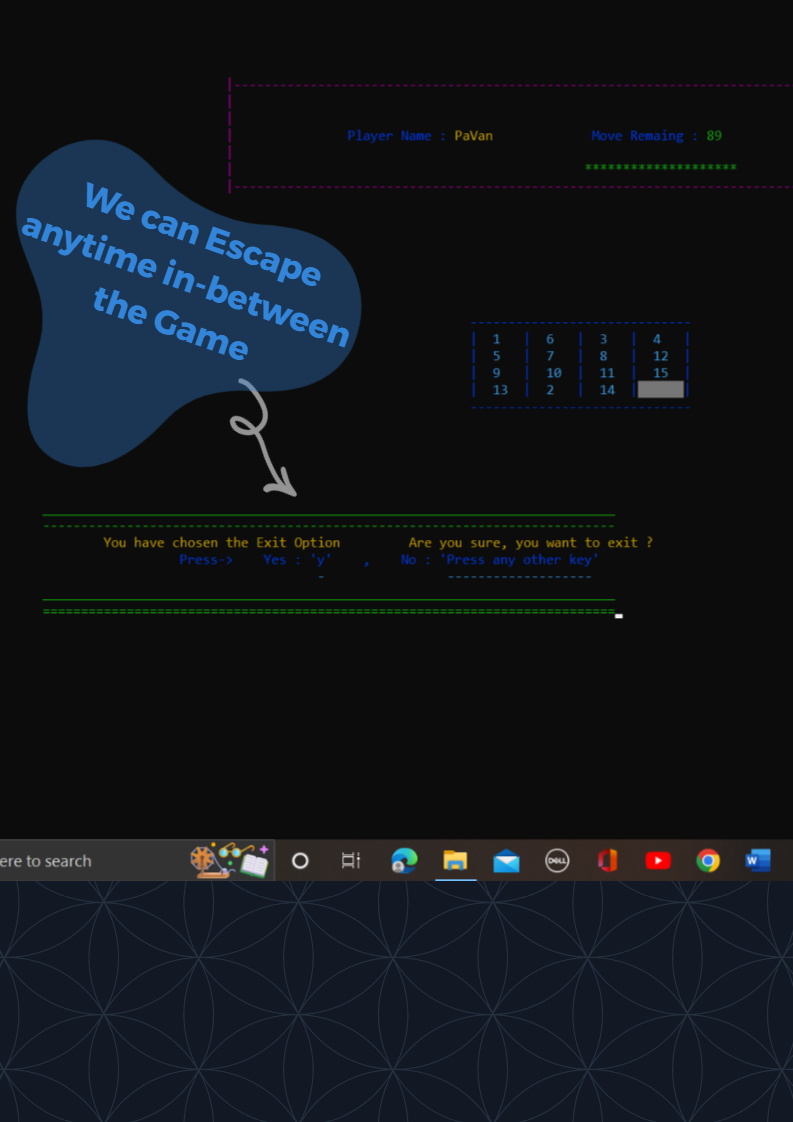 Player Name : PaVan Move Remaing : 89
********************
We can Escape
anytime in-between
the Game
1 | 6 | 3 | 4
5 | 7 | 8 | 12
9 | 10 | 11 | 15
13 | 2 | 14 |
You have chosen the Exit Option Are you sure, you want to exit ?
Press-> Yes : 'y' , No : 'Press any other key'
ere to search
DELL